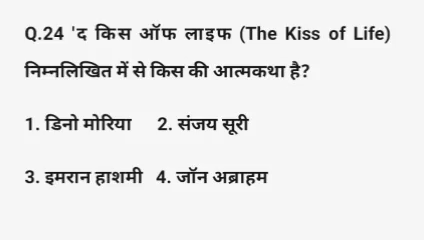 Q.24 'द किस ऑफ लाइफ (The Kiss of Life)
निम्नलिखित में से किस की आत्मकथा है?
1. डिनो मोरिया 2. संजय सूरी
3. इमरान हाशमी 4. जॉन अब्राहम